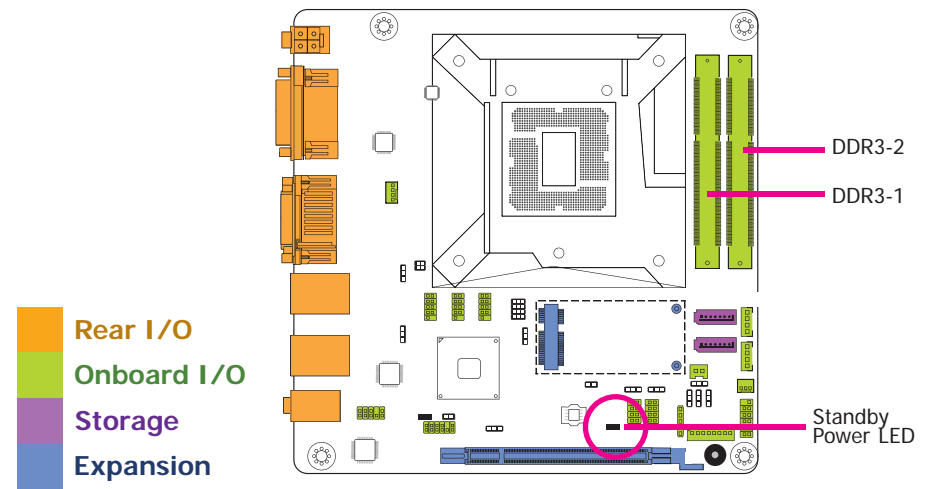 DDR3-2
DDR3-1
Rear I/O
Onboard I/O
Storage
Expansion
Standby
Power LED